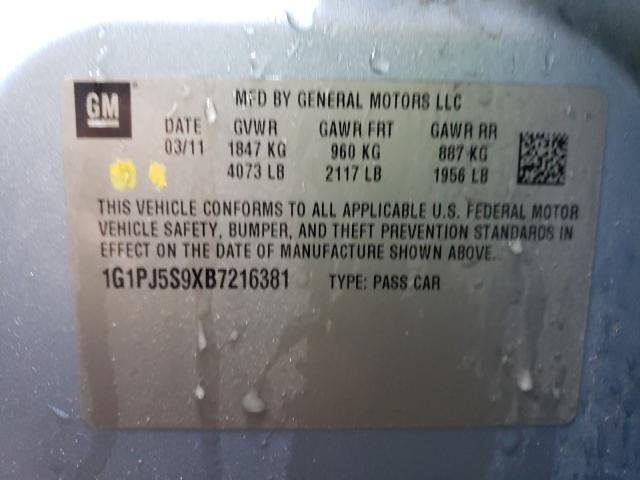 GM
MFD BY GENERAL MOTORS LLC
DATE GVWR GAWR FRT GAWR RR
03/11 1847 KG 960 KG 887 KG
4073 LB 2117 LB 1956 LB
THIS VEHICLE CONFORMS TO ALL APPLICABLE U.S. FEDERAL MOTOR
VEHICLE SAFETY, BUMPER, AND THEFT PREVENTION STANDARDS IN
EFFECT ON THE DATE OF MANUFACTURE SHOWN ABOVE.
1G1PJ5S9XB7216381 TYPE: PASS CAR